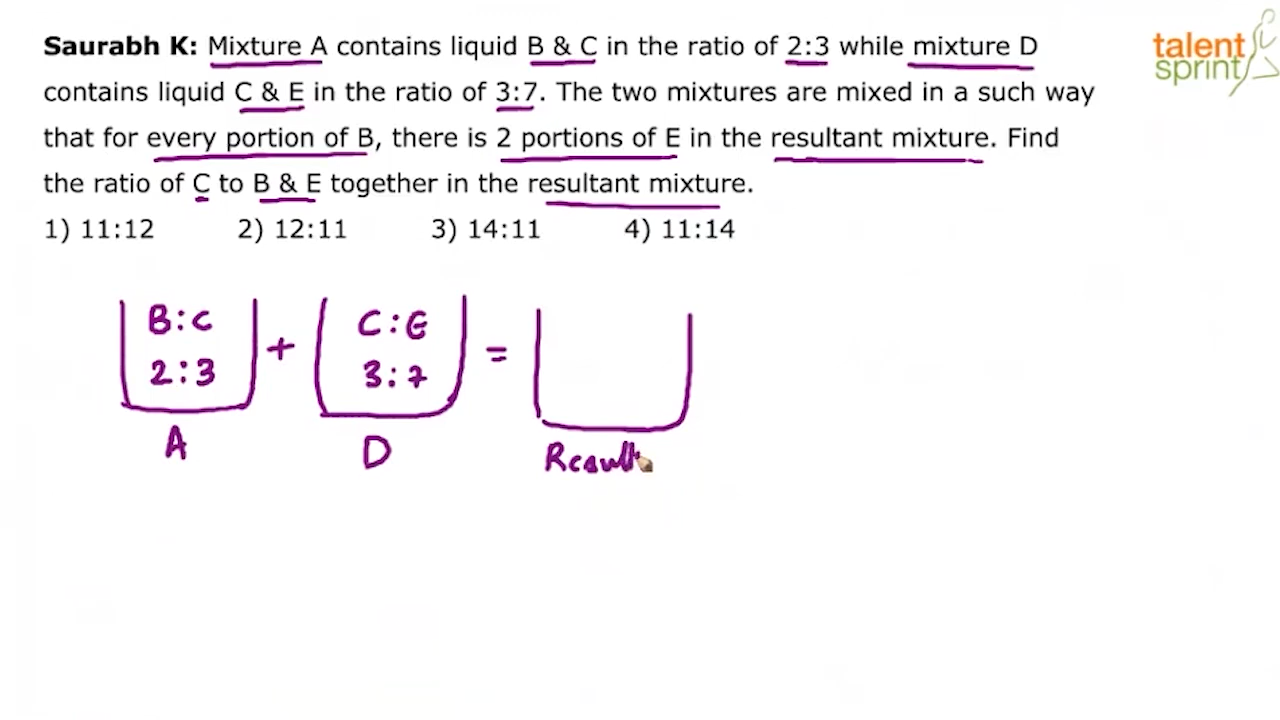 Saurabh K: Mixture A contains liquid B & C in the ratio of 2:3 while mixture D
contains liquid C & E in the ratio of 3:7. The two mixtures are mixed in a such way
that for every portion of B, there is 2 portions of E in the resultant mixture. Find
the ratio of C to B & E together in the resultant mixture.
1) 11:12 2) 12:11 3) 14:11 4) 11:14
talent
sprint
B:C + C:E =
2:3 3:7
A D Result